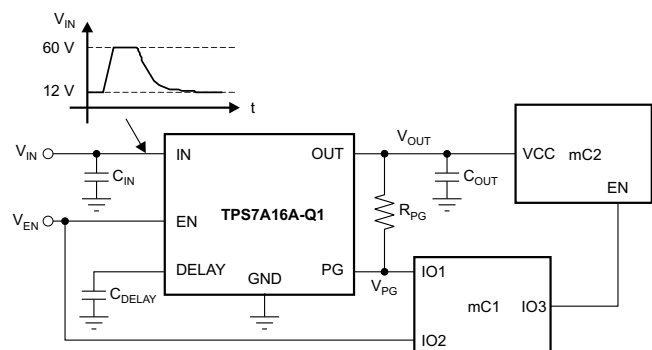 V_IN
60 V
12 V
t
V_IN
C_IN
IN
OUT
V_OUT
VCC
mC2
EN
C_OUT
R_PG
V_EN
EN
TPS7A16A-Q1
DELAY
GND
PG
V_PG
C_DELAY
IO1
mC1
IO3
IO2